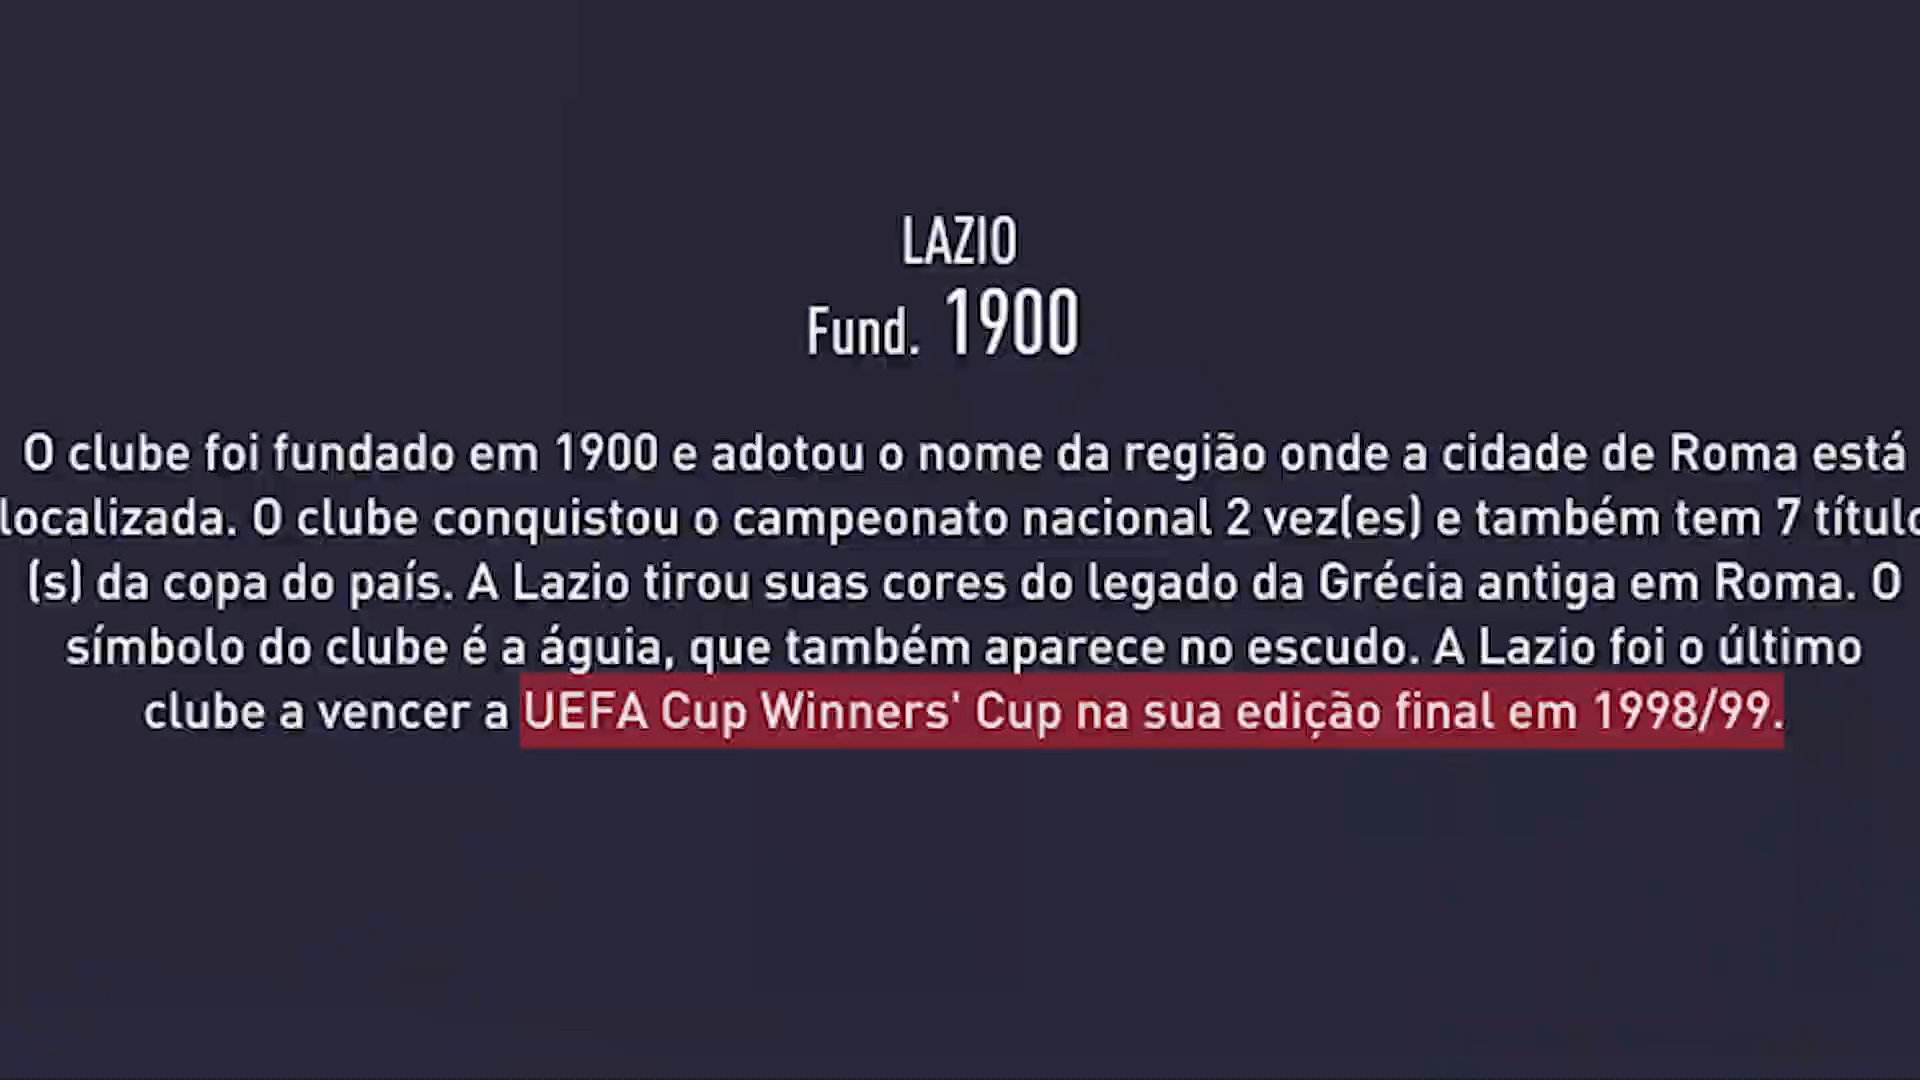 LAZIO
Fund. 1900
O clube foi fundado em 1900 e adotou o nome da região onde a cidade de Roma está
localizada. O clube conquistou o campeonato nacional 2 vez(es) e também tem 7 título
(s) da copa do país. A Lazio tirou suas cores do legado da Grécia antiga em Roma. O
símbolo do clube é a águia, que também aparece no escudo. A Lazio foi o último
clube a vencer a UEFA Cup Winners' Cup na sua edição final em 1998/99.